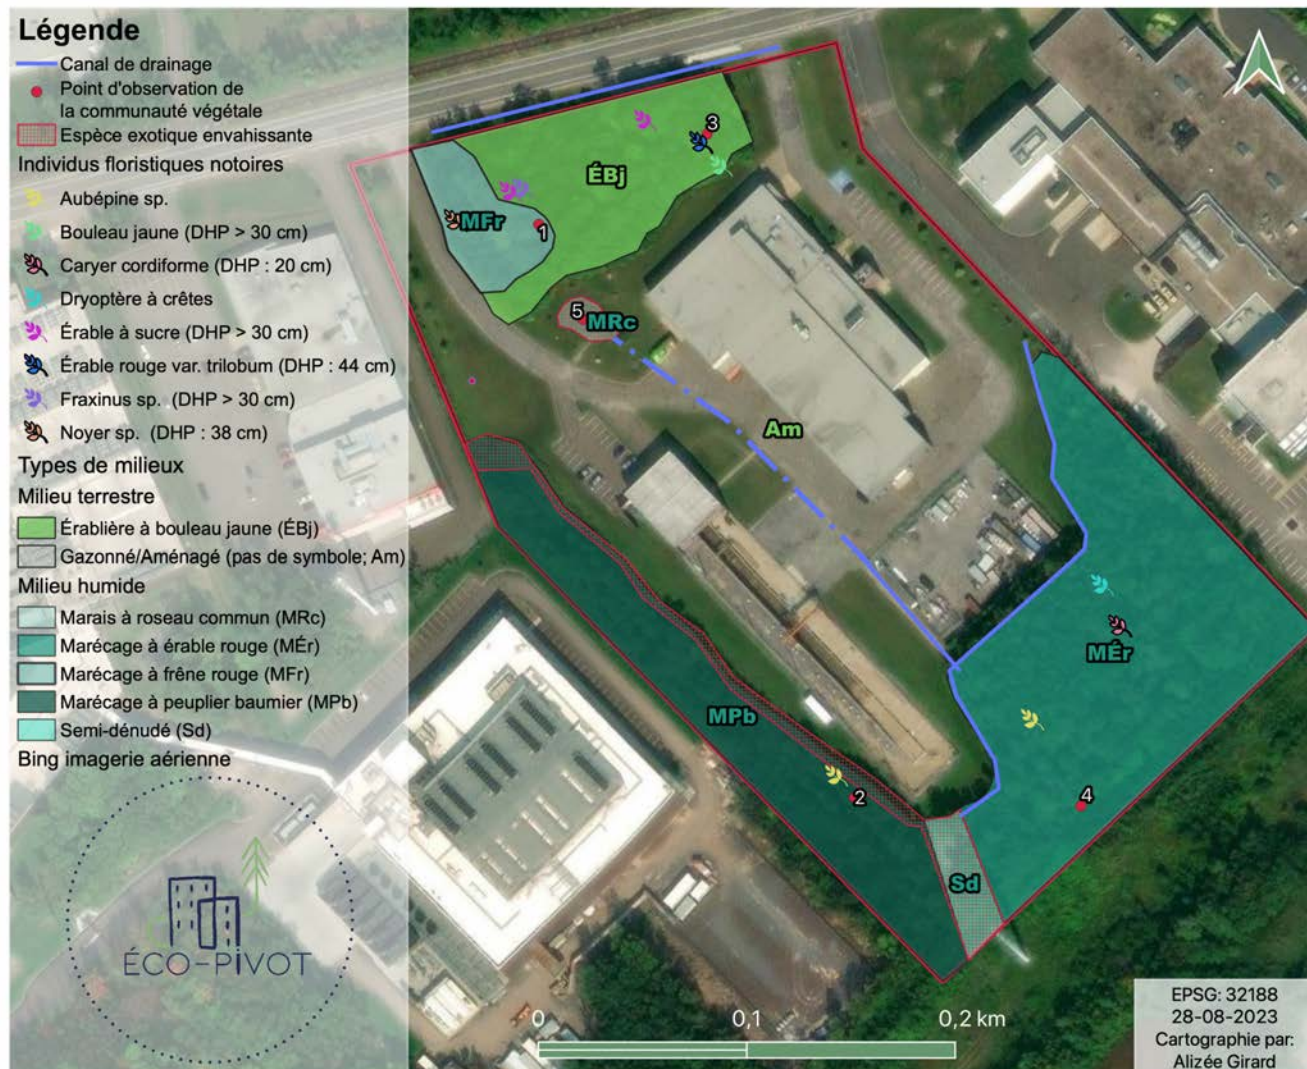 Légende
Canal de drainage
Point d'observation de
la communauté végétale
Espèce exotique envahissante
Individus floristiques notoires
Aubépine sp.
Bouleau jaune (DHP > 30 cm)
Caryer cordiforme (DHP : 20 cm)
Dryoptère à crêtes
Érable à sucre (DHP > 30 cm)
Érable rouge var. trilobum (DHP : 44 cm)
Fraxinus sp. (DHP > 30 cm)
Noyer sp. (DHP : 38 cm)
Types de milieux
Milieu terrestre
Érablière à bouleau jaune (ÉBj)
Gazonné/Aménagé (pas de symbole; Am)
Milieu humide
Marais à roseau commun (MRc)
Marécage à érable rouge (MÉr)
Marécage à frêne rouge (MFr)
Marécage à peuplier baumier (MPb)
Semi-dénudé (Sd)
Bing imagerie aérienne
ÉCO-PIVOT
3
ÉBj
MFr
1
5
MRc
Am
MÉr
MPb
2
4
Sd
0 0,1 0,2 km
EPSG: 32188
28-08-2023
Cartographie par:
Alizée Girard